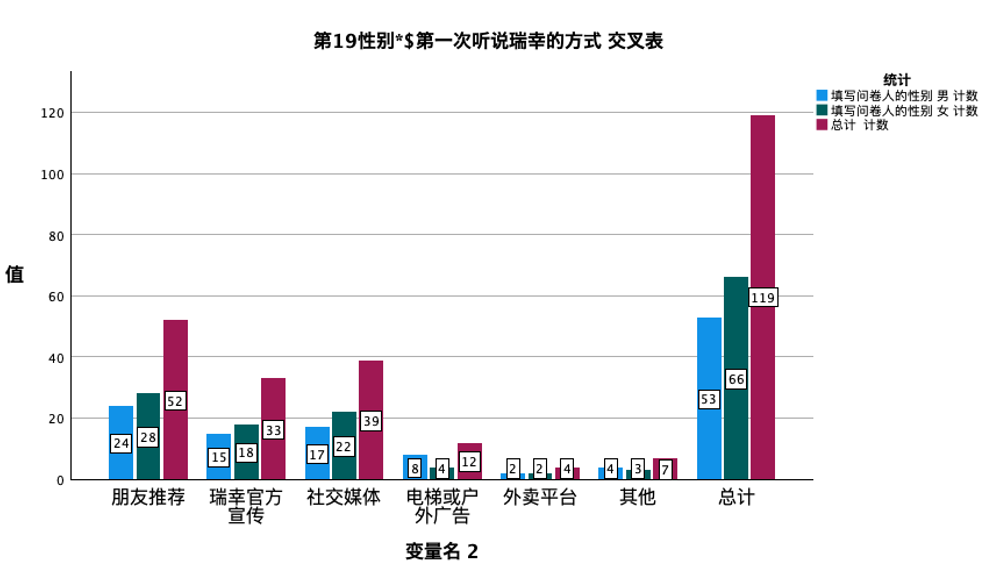 第19性别*$第一次听说瑞幸的方式 交叉表
统计
填写问卷人的性别 男 计数
填写问卷人的性别 女 计数
总计 计数
值
120
100
80
60
40
20
0
24 28 52
15 18 33
17 22 39
8 4 12
2 2 4
4 3 7
53 66 119
朋友推荐
瑞幸官方
宣传
社交媒体
电梯或户
外广告
外卖平台
其他
总计
变量名 2